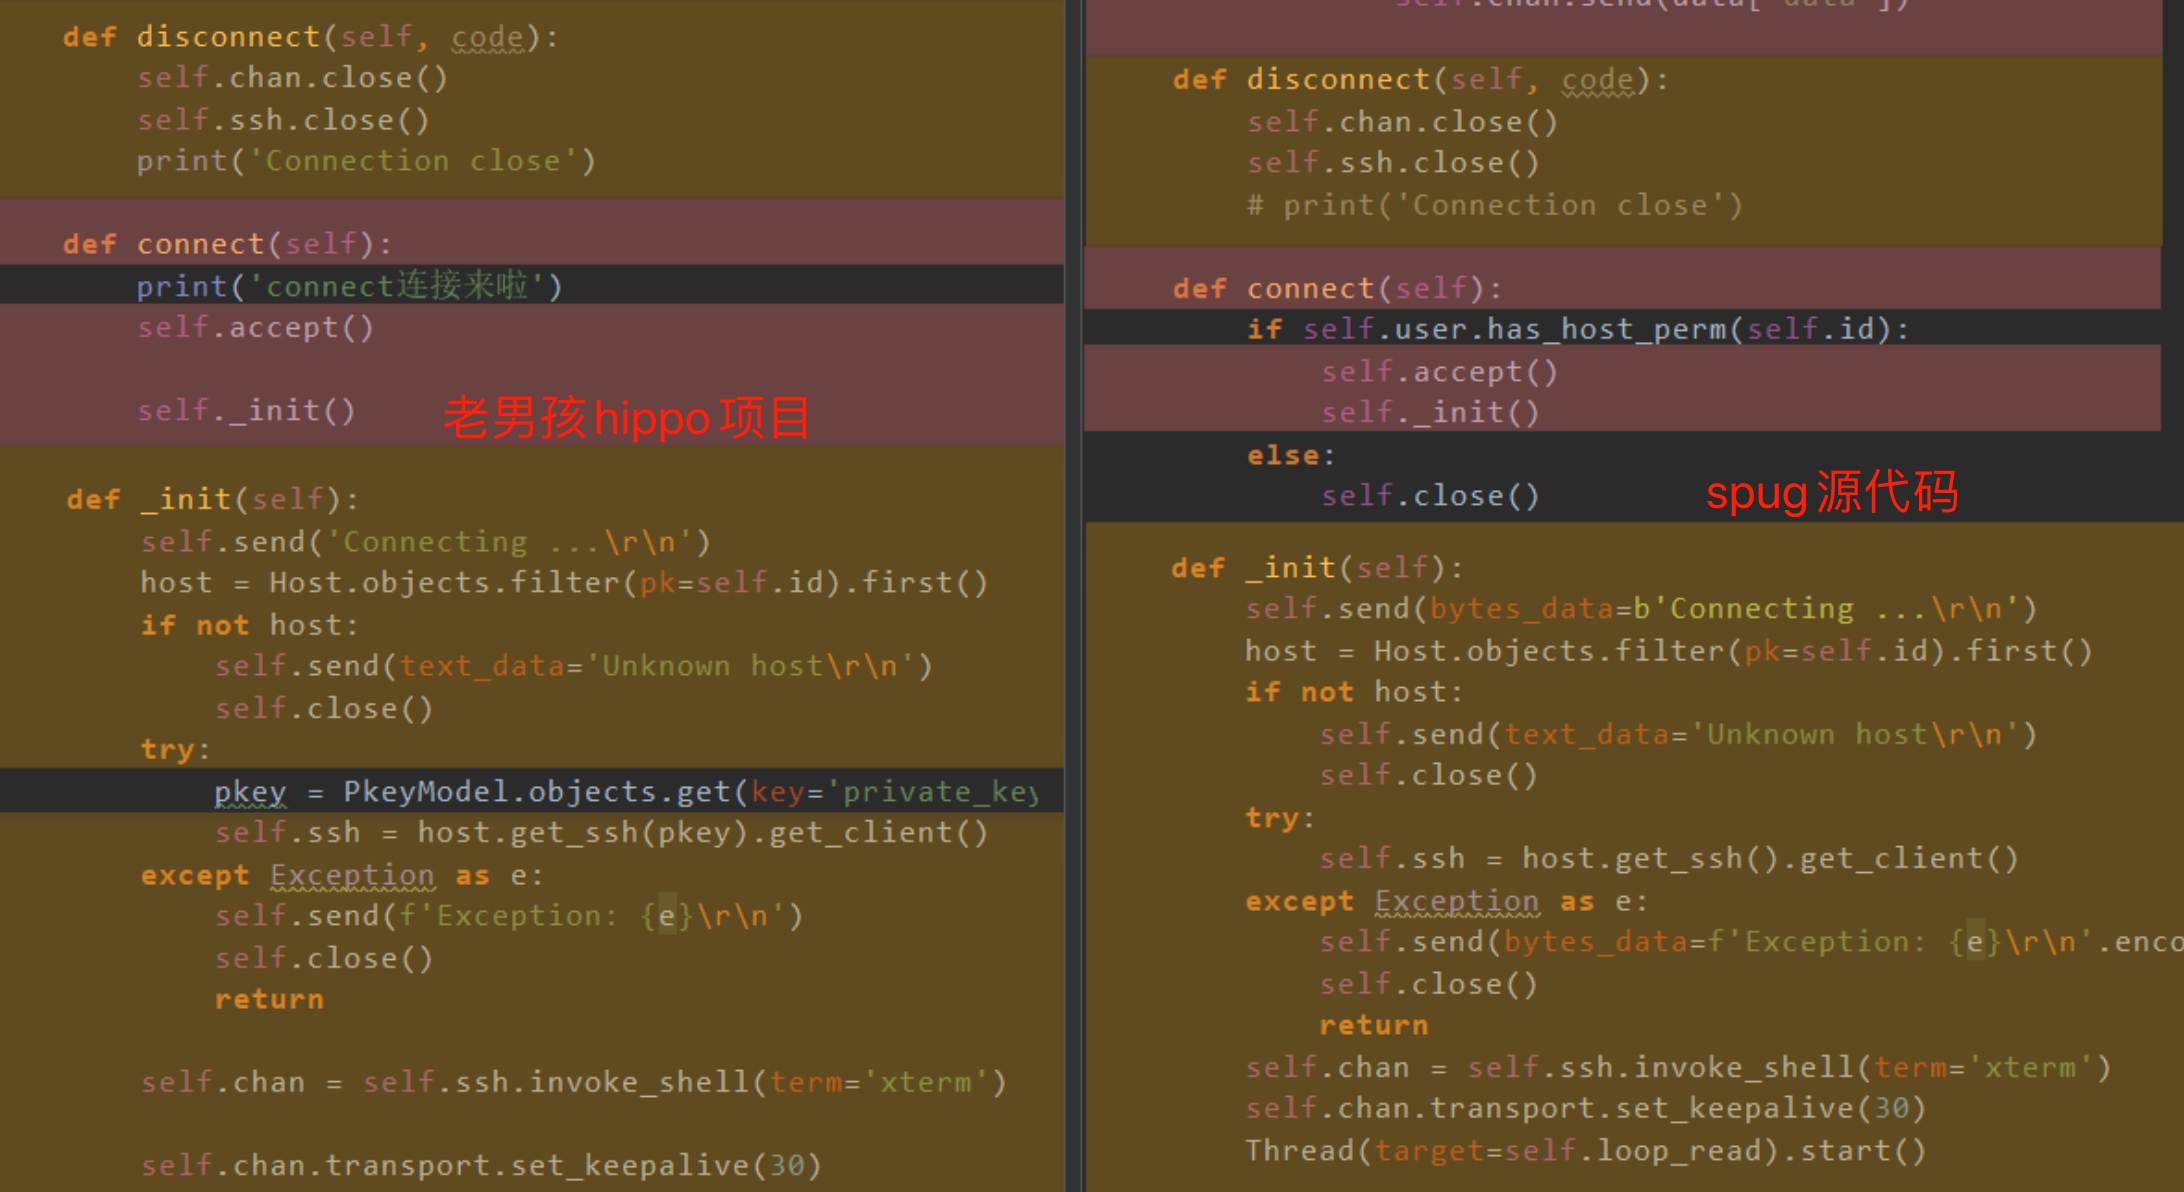 def disconnect(self, code):
self.chan.close()
self.ssh.close()
print('Connection close')
def connect(self):
print('connect连接来啦')
self.accept()
self._init()
老男孩hippo项目
def _init(self):
self.send('Connecting ...\r\n')
host = Host.objects.filter(pk=self.id).first()
if not host:
self.send(text_data='Unknown host\r\n')
self.close()
try:
pkey = PkeyModel.objects.get(key='private_key
self.ssh = host.get_ssh(pkey).get_client()
except Exception as e:
self.send(f'Exception: {e}\r\n')
self.close()
return
self.chan = self.ssh.invoke_shell(term='xterm')
self.chan.transport.set_keepalive(30)
self.chan.send(data['data'])
def disconnect(self, code):
self.chan.close()
self.ssh.close()
# print('Connection close')
def connect(self):
if self.user.has_host_perm(self.id):
self.accept()
self._init()
else:
self.close()
spug源代码
def _init(self):
self.send(bytes_data=b'Connecting ...\r\n')
host = Host.objects.filter(pk=self.id).first()
if not host:
self.send(text_data='Unknown host\r\n')
self.close()
try:
self.ssh = host.get_ssh().get_client()
except Exception as e:
self.send(bytes_data=f'Exception: {e}\r\n'.enco
self.close()
return
self.chan = self.ssh.invoke_shell(term='xterm')
self.chan.transport.set_keepalive(30)
Thread(target=self.loop_read).start()